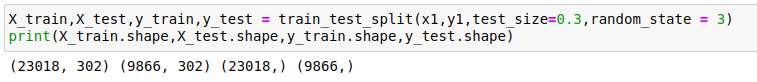 X_train,X_test,y_train,y_test = train_test_split(x1,y1,test_size=0.3,random_state = 3)
print(X_train.shape,X_test.shape,y_train.shape,y_test.shape)
(23018, 302) (9866, 302) (23018,) (9866,)